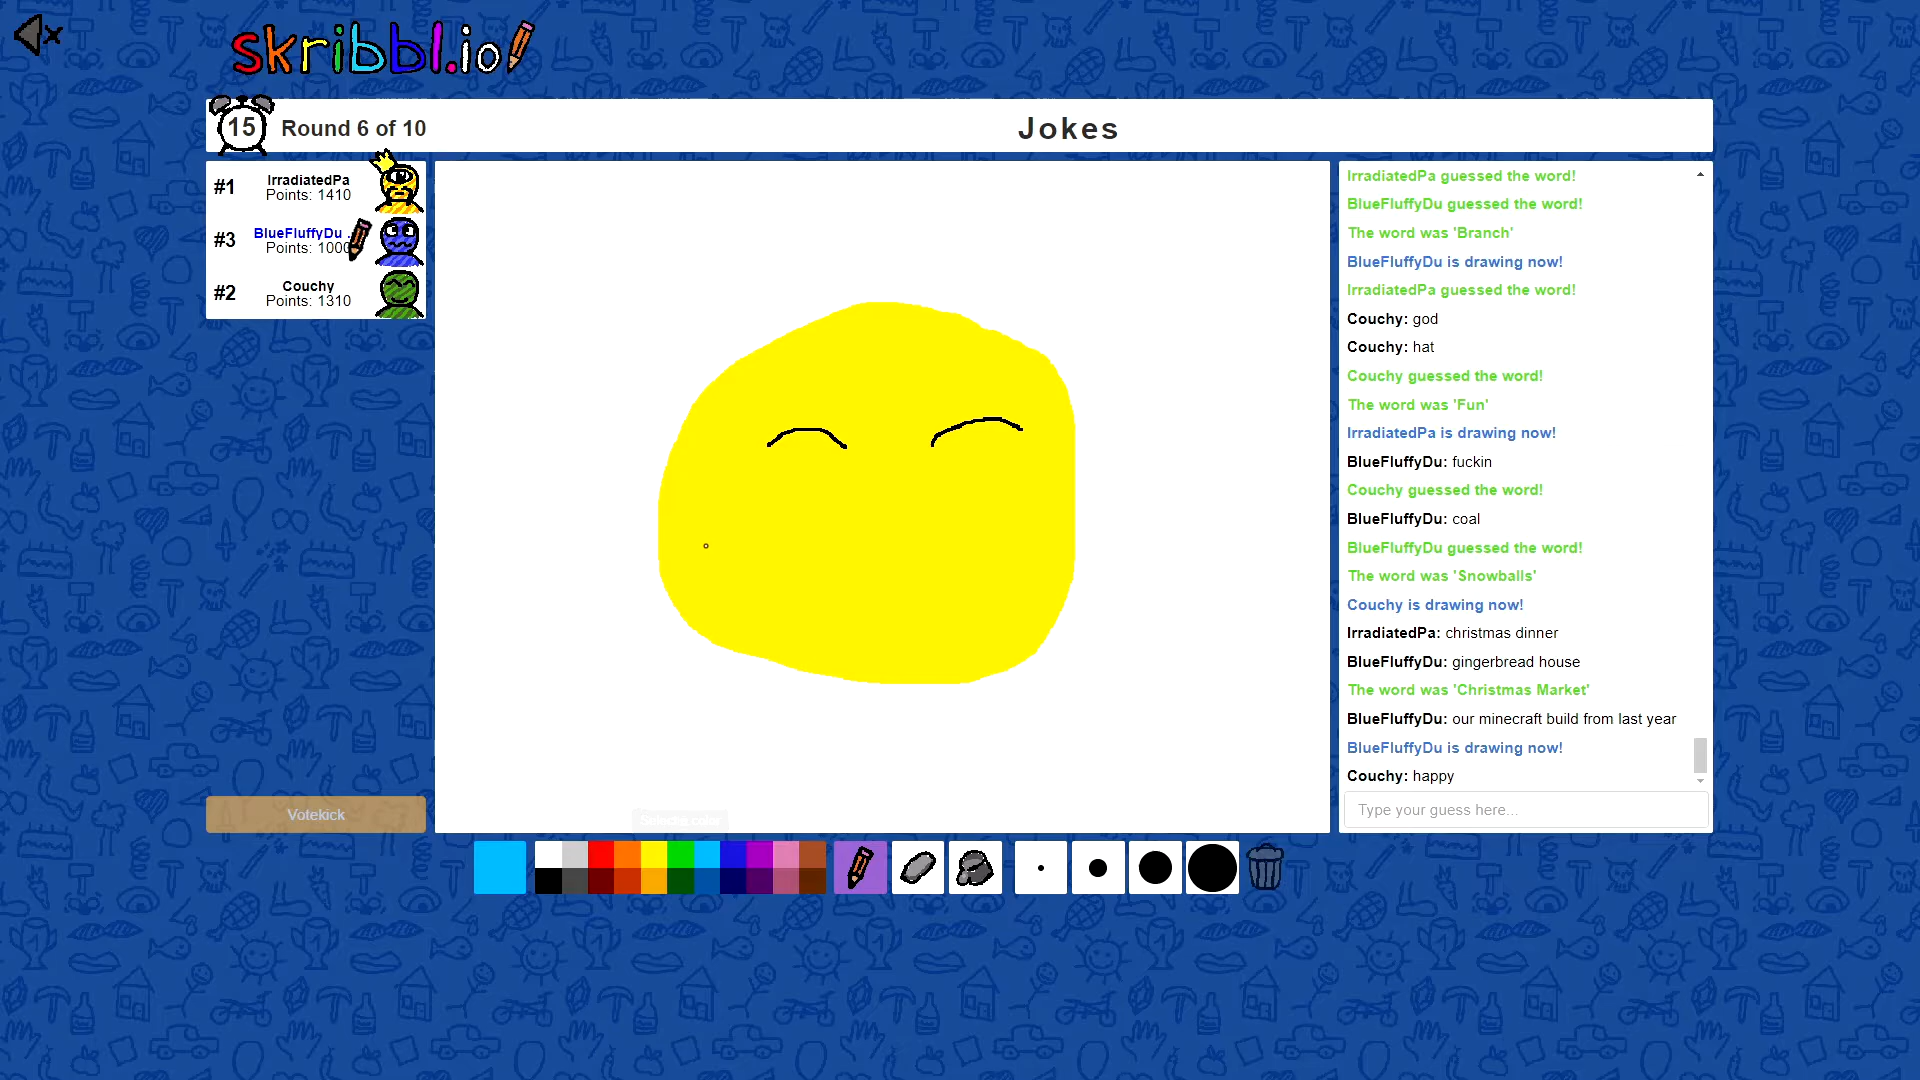 skribbl.io
15
Round 6 of 10
Jokes
#1
IrradiatedPa
Points: 1410
#3
BlueFluffyDu .
Points: 1000
#2
Couchy
Points: 1310
Votekick
IrradiatedPa guessed the word!
BlueFluffyDu guessed the word!
The word was 'Branch'
BlueFluffyDu is drawing now!
IrradiatedPa guessed the word!
Couchy: god
Couchy: hat
Couchy guessed the word!
The word was 'Fun'
IrradiatedPa is drawing now!
BlueFluffyDu: fuckin
Couchy guessed the word!
BlueFluffyDu: coal
BlueFluffyDu guessed the word!
The word was 'Snowballs'
Couchy is drawing now!
IrradiatedPa: christmas dinner
BlueFluffyDu: gingerbread house
The word was 'Christmas Market'
BlueFluffyDu: our minecraft build from last year
BlueFluffyDu is drawing now!
Couchy: happy
Type your guess here...